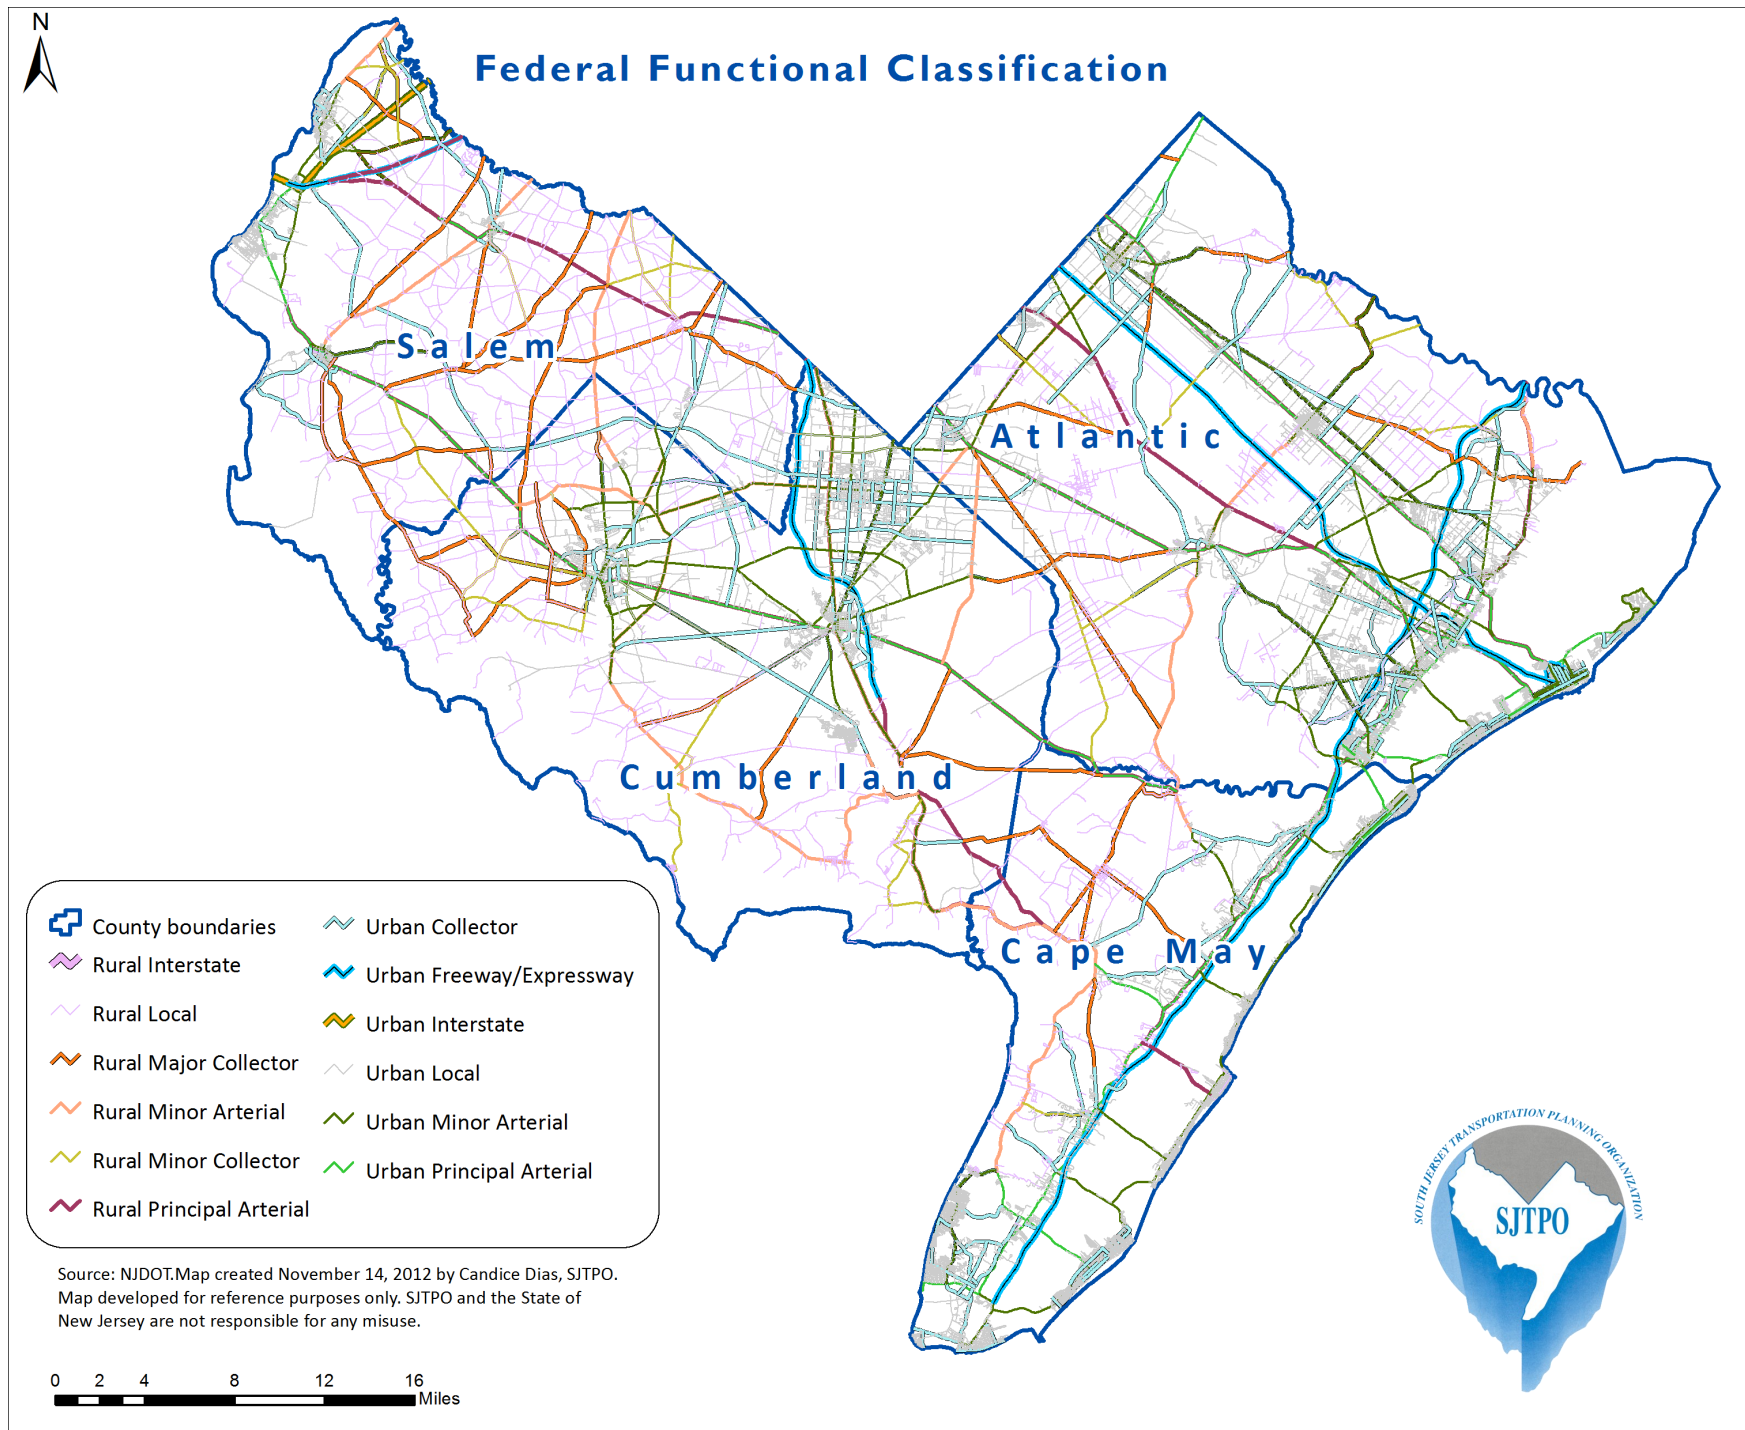 N
Federal Functional Classification
Salem
Atlantic
Cumberland
Cape May
County boundaries
Rural Interstate
Rural Local
Rural Major Collector
Rural Minor Arterial
Rural Minor Collector
Rural Principal Arterial
Urban Collector
Urban Freeway/Expressway
Urban Interstate
Urban Local
Urban Minor Arterial
Urban Principal Arterial
Source: NJDOT.Map created November 14, 2012 by Candice Dias, SJTPO.
Map developed for reference purposes only. SJTPO and the State of
New Jersey are not responsible for any misuse.
0 2 4 8 12 16
Miles
SOUTH JERSEY TRANSPORTATION PLANNING ORGANIZATION
SJTPO